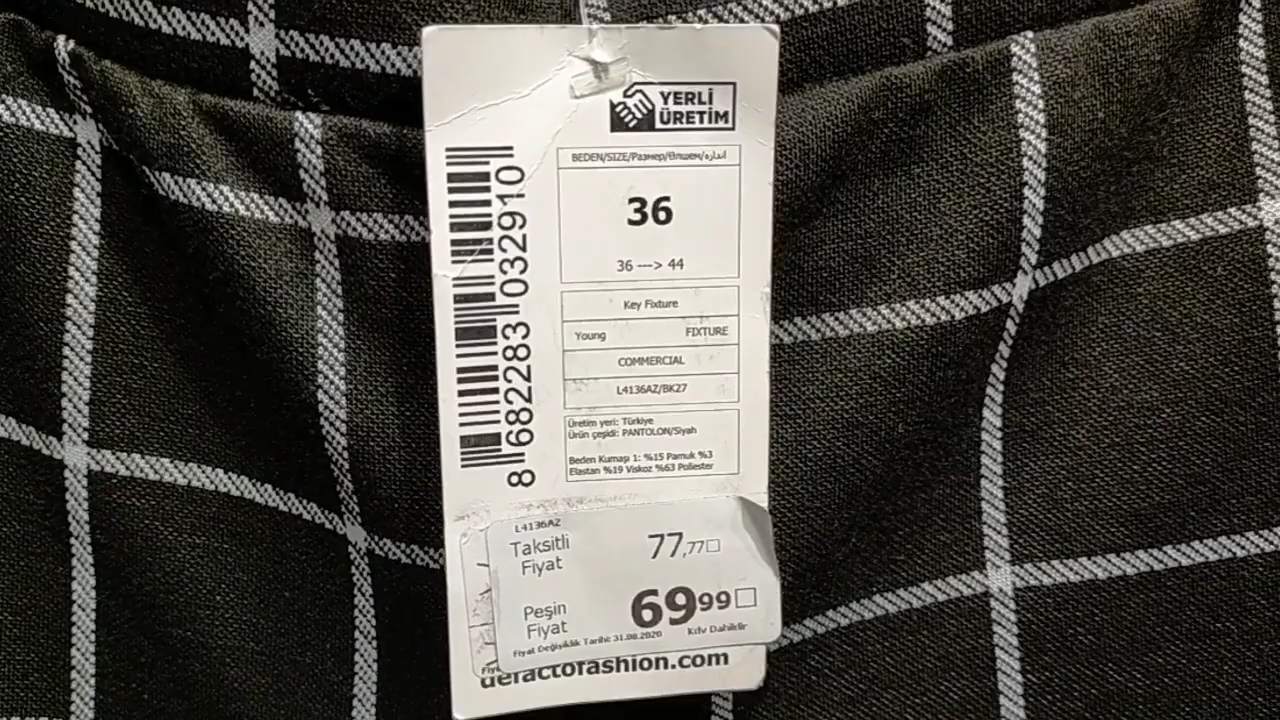 YERLİ
ÜRETİM
BEDEN/SIZE/Размер/Өлшем/اندازه
36
36 ---> 44
Key Fixture
Young FIXTURE
COMMERCIAL
L4136AZ/BK27
Üretim yeri: Türkiye
Ürün çeşidi: PANTOLON/Siyah
Beden Kumaşı 1: %15 Pamuk %3
Elastan %19 Viskoz %63 Poliester
8 682283 032910
L4136AZ
Taksitli
Fiyat
77,77□
Peşin
Fiyat
69 99□
Fiyat Değişiklik Tarihi: 31.08.2020 Kdv Dahildir
defactofashion.com